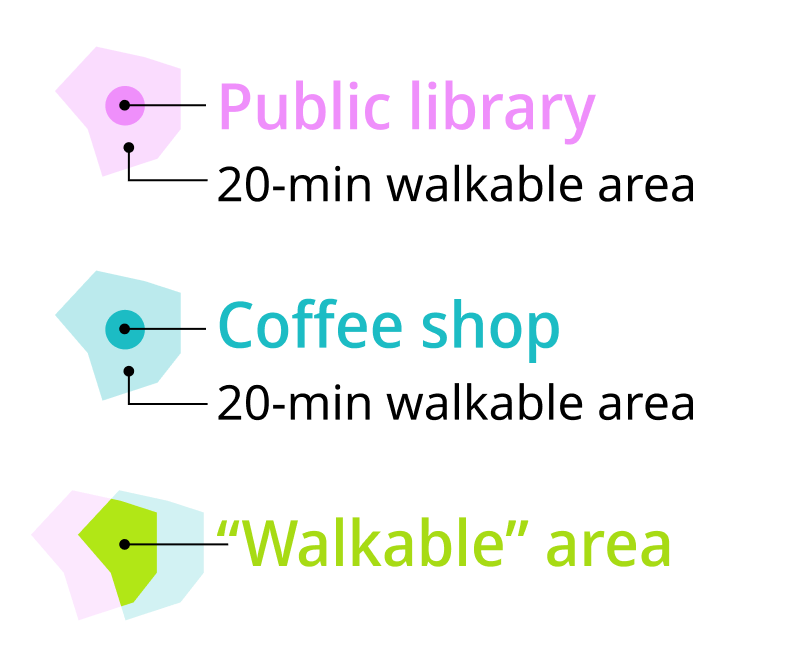 Public library
20-min walkable area
Coffee shop
20-min walkable area
“Walkable” area